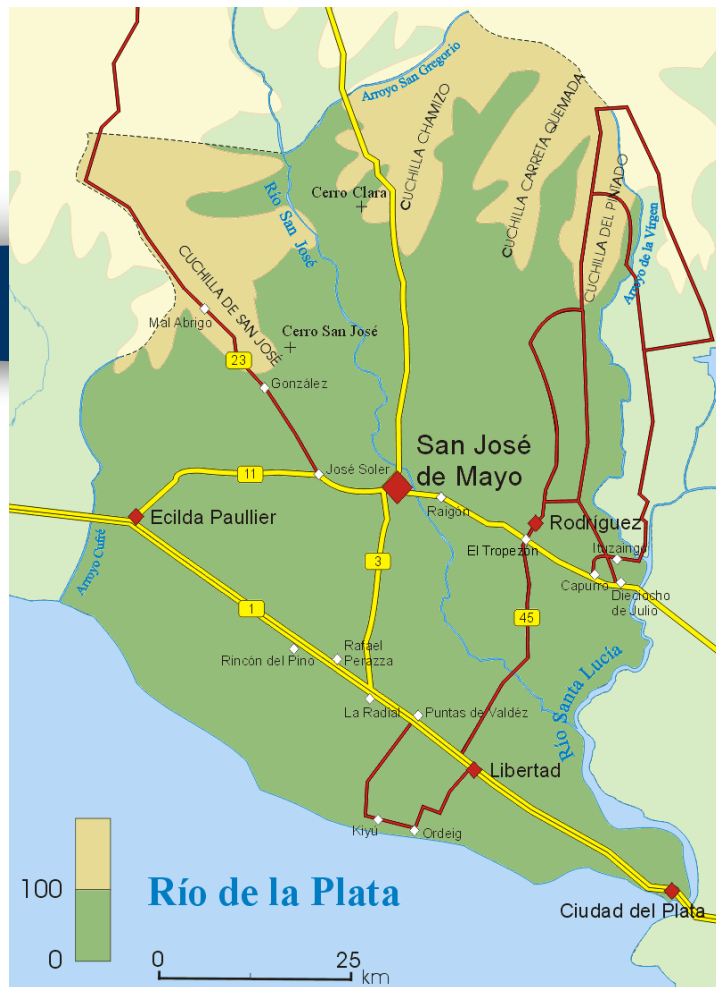 Arroyo San Gregorio
CUCHILLA CHAMIZO
CUCHILLA CARRETA QUEMADA
CUCHILLA DEL PINTADO
Río San José
Cerro Clara
Arroyo de la Vírgen
CUCHILLA DE SAN JOSÉ
Mal Abrigo
Cerro San José
23
González
San José
de Mayo
11
José Soler
Raigón
Ecilda Paullier
Rodríguez
El Tropezón
Ituzaingó
Arroyo Cufré
3
Capurro
Dieciocho
de Julio
1
45
Rincón del Pino
Rafael
Perazza
Río Santa Lucía
La Radial
Puntas de Valdéz
Libertad
Kiyú
Ordeig
100
0
Río de la Plata
Ciudad del Plata
0
25
km